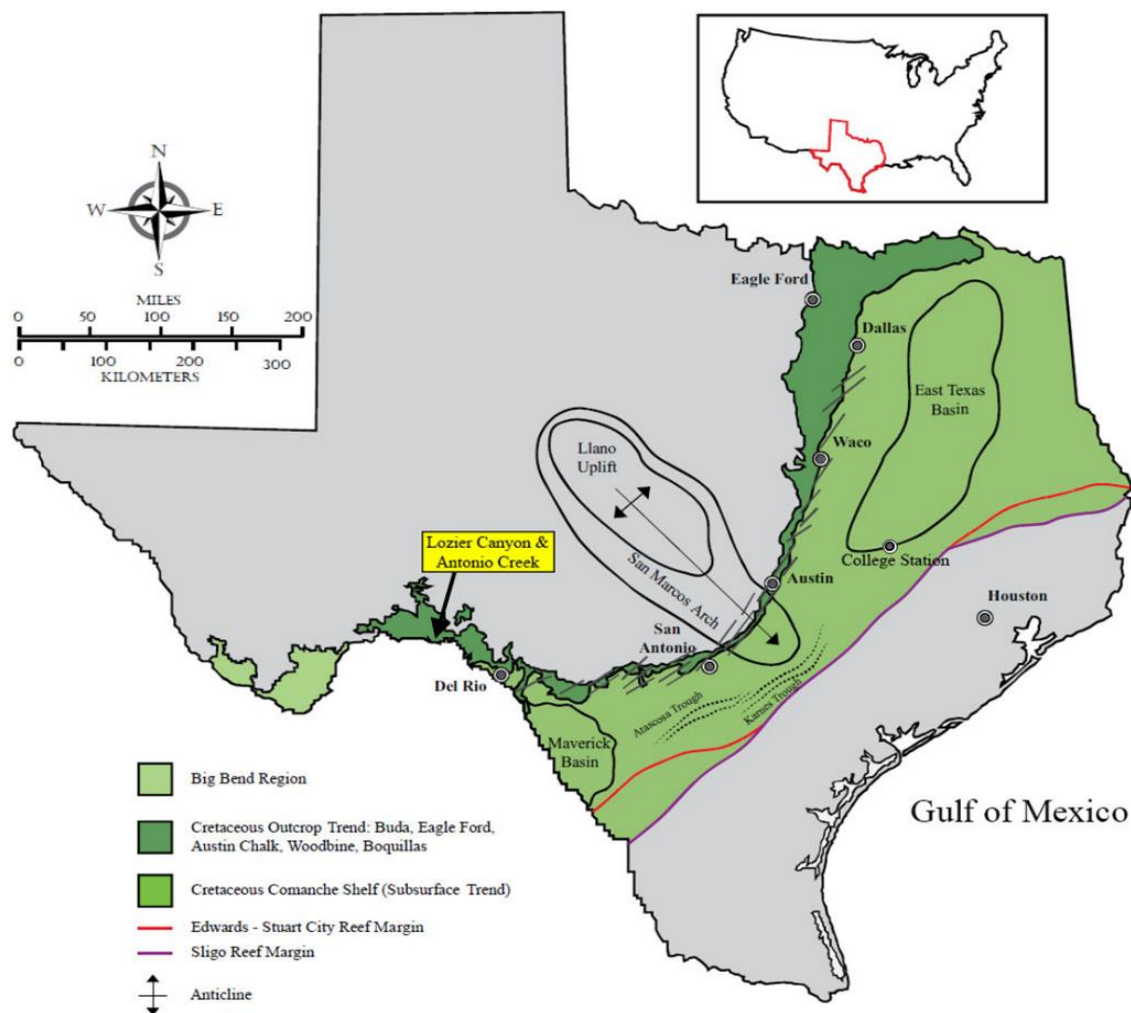 N
W
E
S
MILES
0
50
100
150
200
0
100
200
300
KILOMETERS
Eagle Ford
Dallas
East Texas
Basin
Waco
Llano
Uplift
San Marcos Arch
Lozier Canyon &
Antonio Creek
College Station
Austin
Houston
San
Antonio
Del Rio
Atascosa Trough
Karnes Trough
Maverick
Basin
Gulf of Mexico
Big Bend Region
Cretaceous Outcrop Trend: Buda, Eagle Ford,
Austin Chalk, Woodbine, Boquillas
Cretaceous Comanche Shelf (Subsurface Trend)
Edwards - Stuart City Reef Margin
Sligo Reef Margin
Anticline